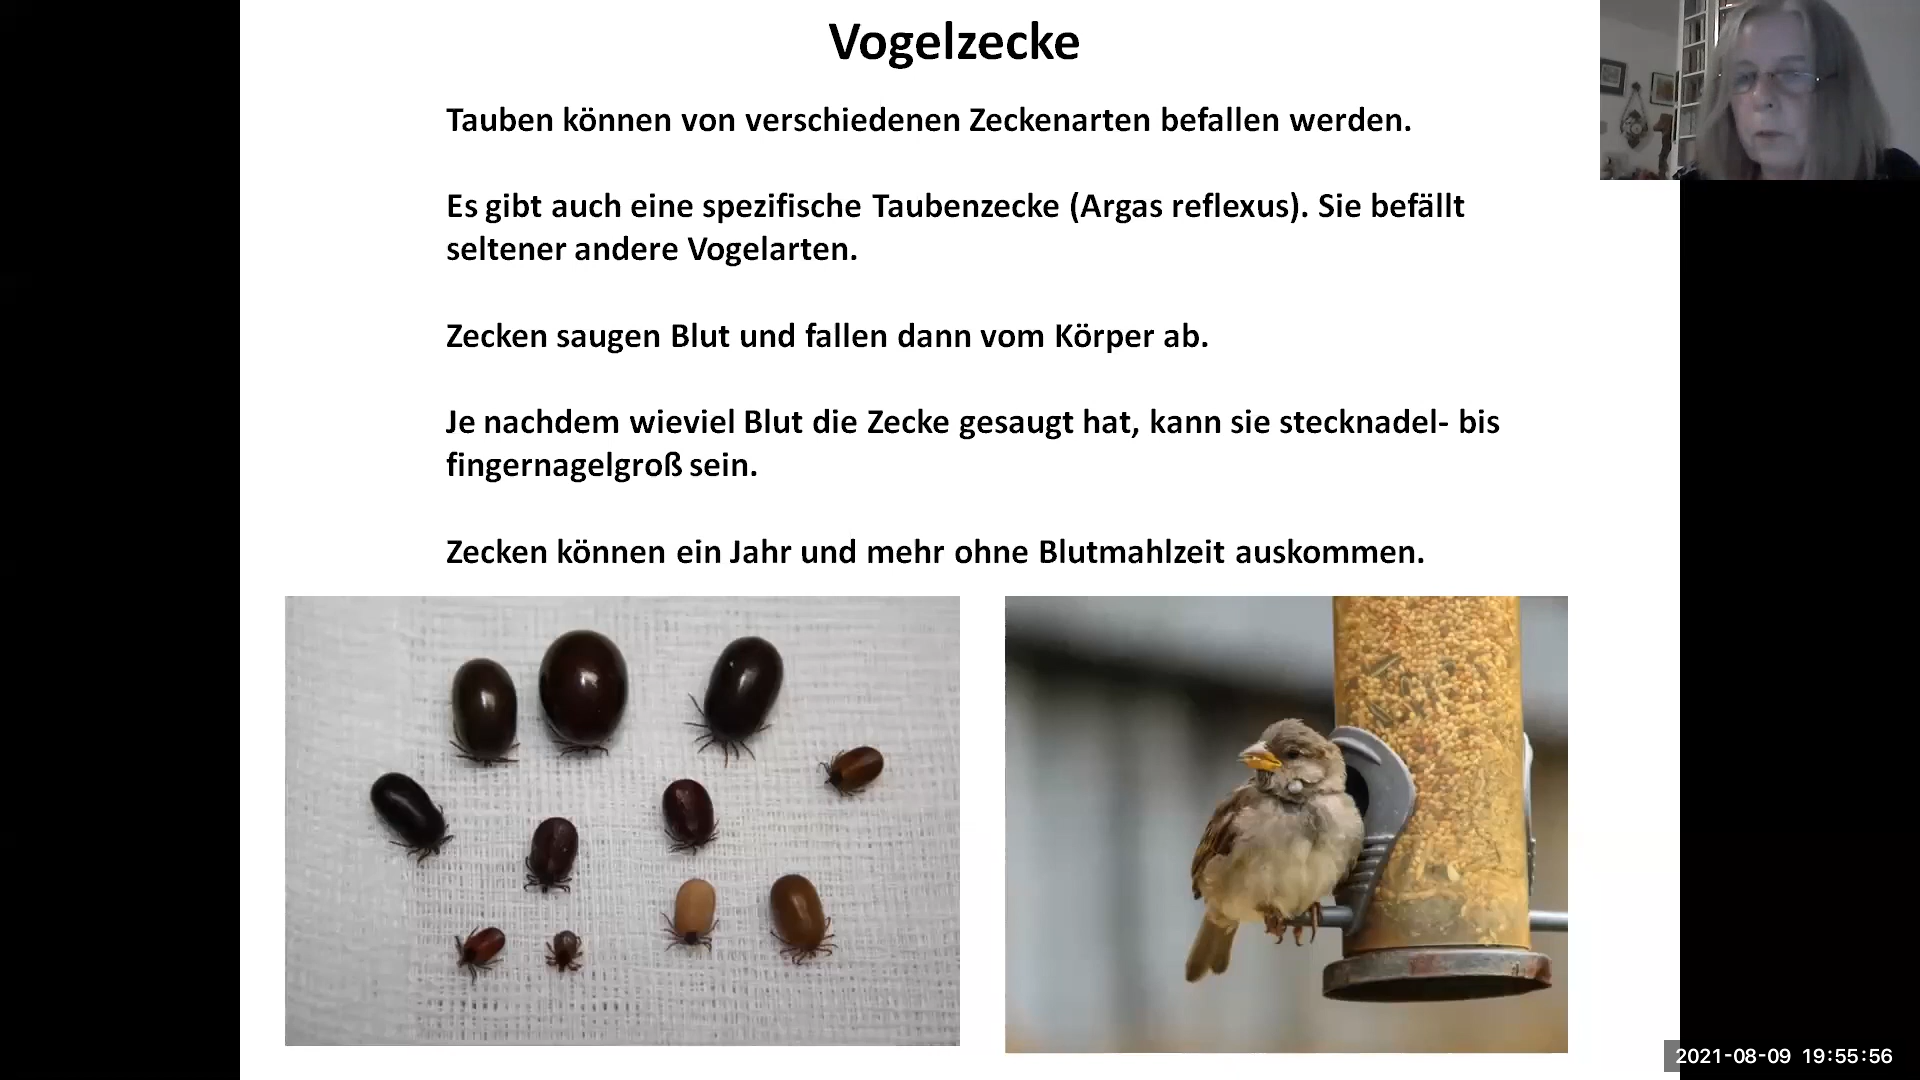 Vogelzecke
Tauben können von verschiedenen Zeckenarten befallen werden.
Es gibt auch eine spezifische Taubenzecke (Argas reflexus). Sie befällt
seltener andere Vogelarten.
Zecken saugen Blut und fallen dann vom Körper ab.
Je nachdem wieviel Blut die Zecke gesaugt hat, kann sie stecknadel- bis
fingernagelgroß sein.
Zecken können ein Jahr und mehr ohne Blutmahlzeit auskommen.
2021-08-09 19:55:56